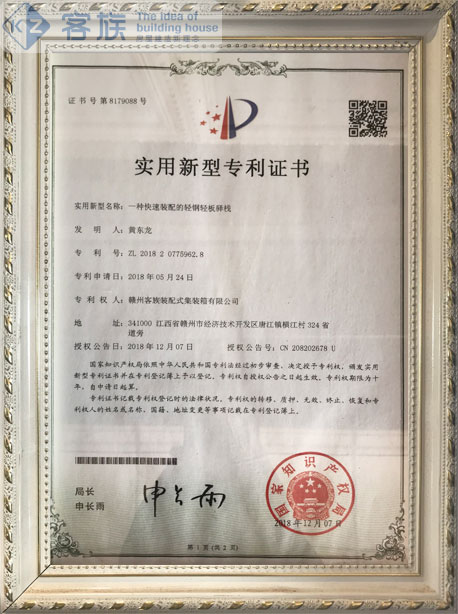 KZ 客族 The idea of
building house
房屋建造新理念
证书号第8179088号
实用新型专利证书
实用新型名称：一种快速装配的轻钢轻板驿栈
发 明 人：黄东龙
专 利 号：ZL 2018 2 0775962.8
专利申请日：2018年05月24日
专 利 权 人：赣州客族装配式集装箱有限公司
地 址：341000 江西省赣州市经济技术开发区唐江镇横江村324省
道旁
授权公告日：2018年12月07日 授权公告号：CN 208202678 U
国家知识产权局依照中华人民共和国专利法经过初步审查，决定授予专利权，颁发实用
新型专利证书并在专利登记簿上予以登记。专利权自授权公告之日起生效。专利权期限为十
年，自申请日起算。
专利证书记载专利权登记时的法律状况。专利权的转移、质押、无效、终止、恢复和专利
权人的姓名或名称、国籍、地址变更等事项记载在专利登记簿上。
局长
申长雨
申长雨
国家知识产权局
2018年12月07日
第 1 页（共 2 页）